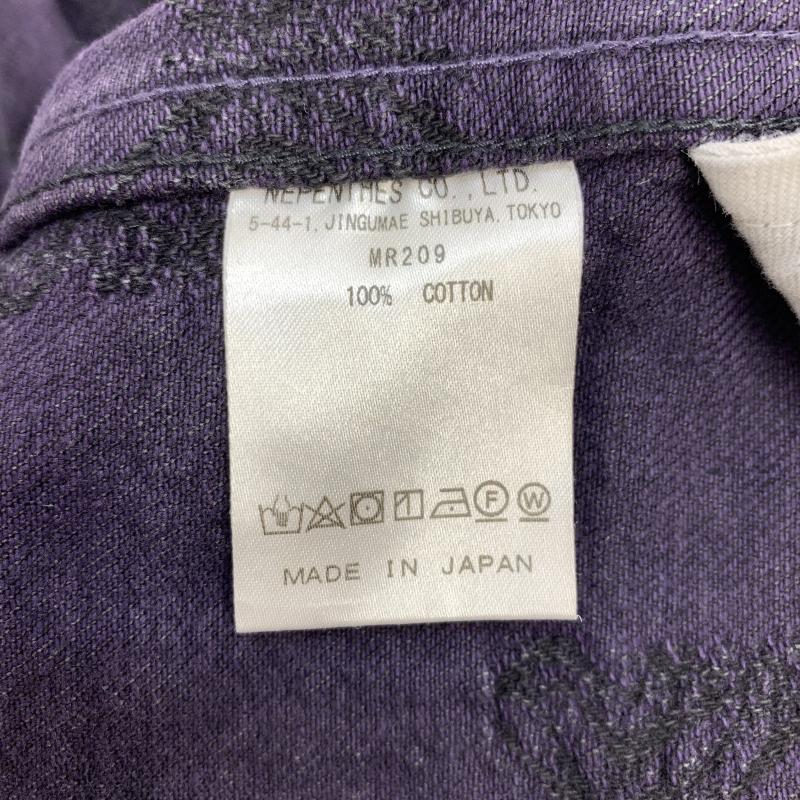 NEPENTHES CO., LTD.
5-44-1, JINGUMAE SHIBUYA, TOKYO
MR209
100% COTTON
F W
MADE IN JAPAN